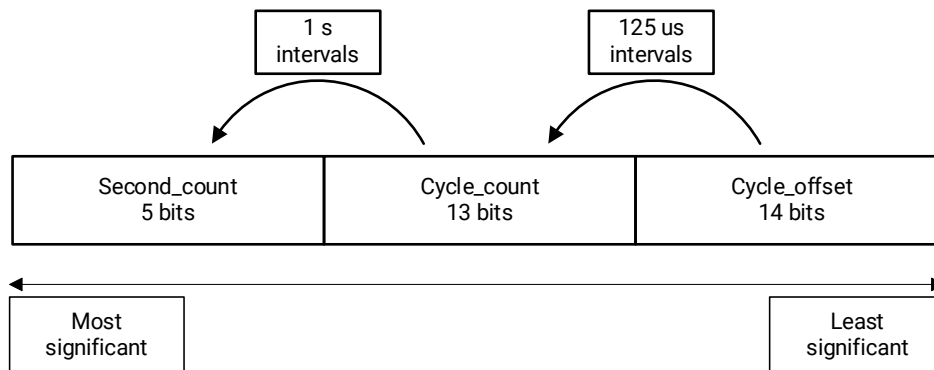 1 s
intervals
125 us
intervals
Second_count
5 bits
Cycle_count
13 bits
Cycle_offset
14 bits
Most
significant
Least
significant